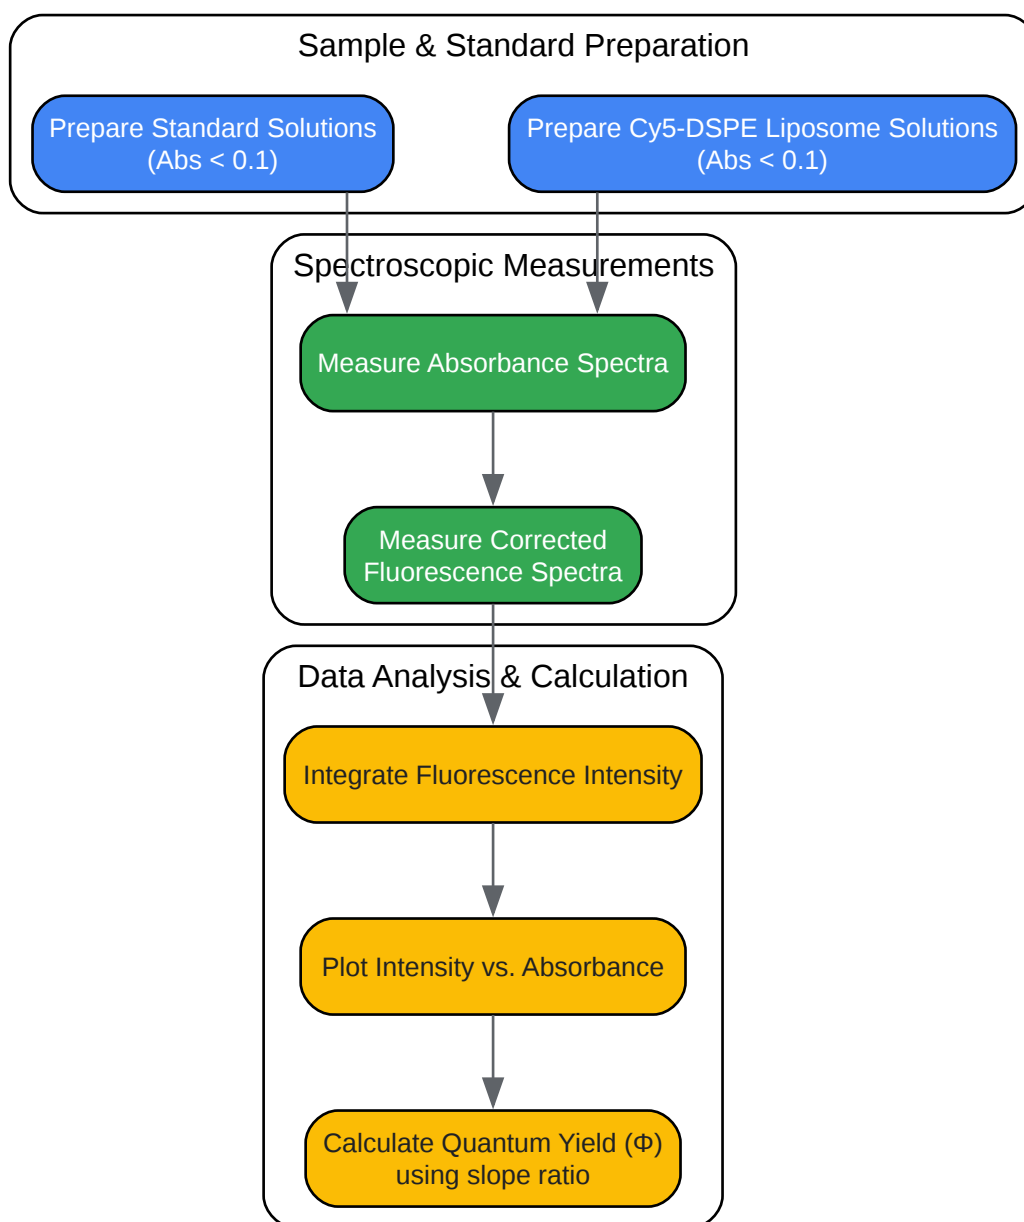 Sample & Standard Preparation
Prepare Standard Solutions
(Abs < 0.1)
Prepare Cy5-DSPE Liposome Solutions
(Abs < 0.1)
Spectroscopic Measurements
Measure Absorbance Spectra
Measure Corrected
Fluorescence Spectra
Data Analysis & Calculation
Integrate Fluorescence Intensity
Plot Intensity vs. Absorbance
Calculate Quantum Yield (Φ)
using slope ratio